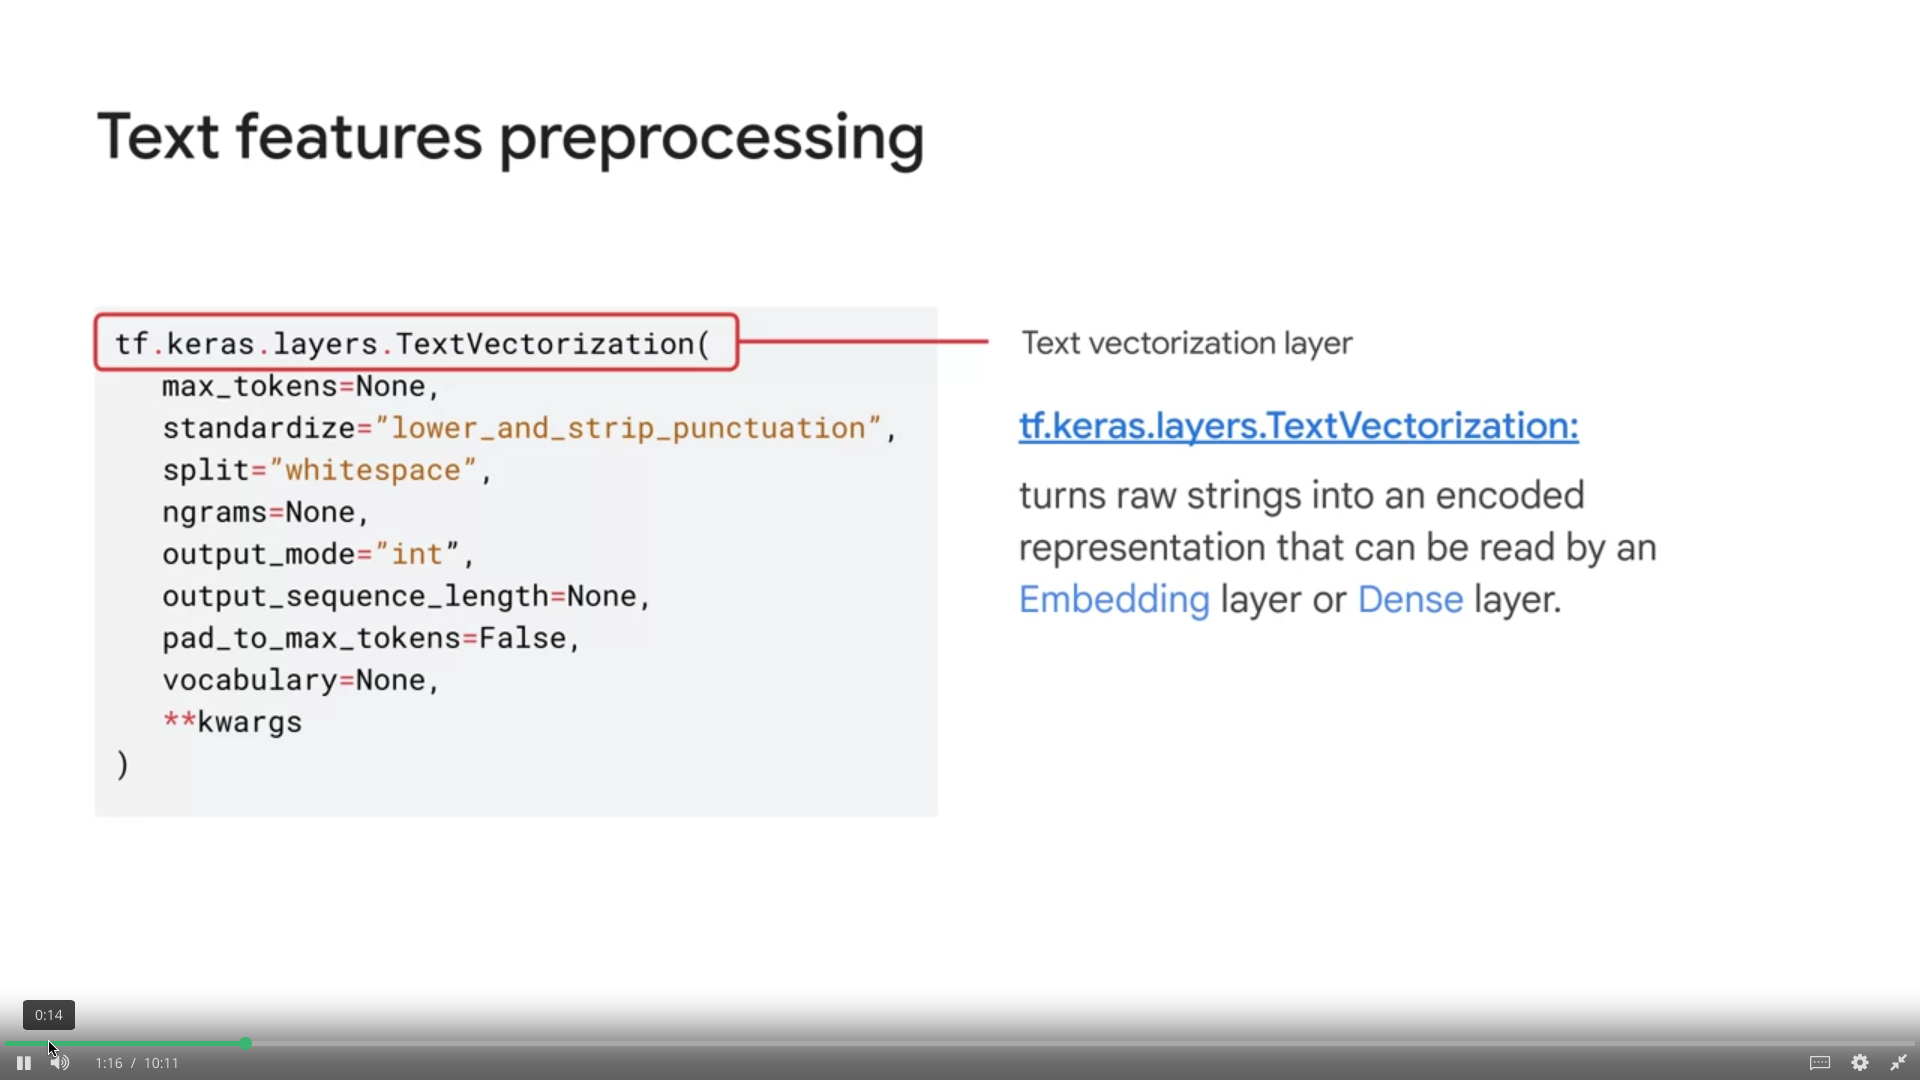 Text features preprocessing
tf.keras.layers.TextVectorization(
max_tokens=None,
standardize=”lower_and_strip_punctuation”,
split=”whitespace”,
ngrams=None,
output_mode=”int”,
output_sequence_length=None,
pad_to_max_tokens=False,
vocabulary=None,
**kwargs
)
Text vectorization layer
tf.keras.layers.TextVectorization:
turns raw strings into an encoded
representation that can be read by an
Embedding layer or Dense layer.
0:14
1:16 / 10:11